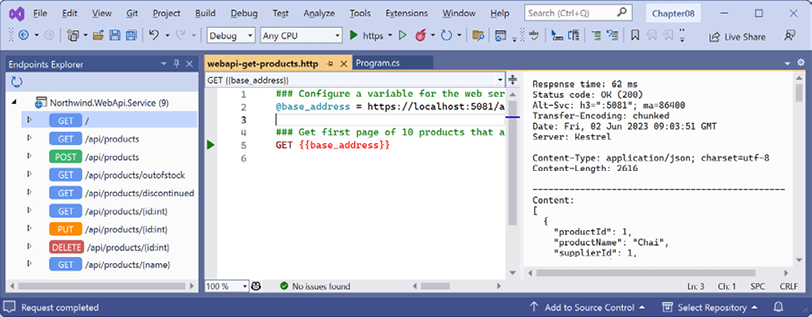 File Edit View Git Project Build Debug Test Analyze Tools Extensions Window Help Search (Ctrl+Q) Chapter08
Debug Any CPU https Live Share
Endpoints Explorer
Northwind.WebApi.Service (9)
GET /
GET /api/products
POST /api/products
GET /api/products/outofstock
GET /api/products/discontinued
GET /api/products/{id:int}
PUT /api/products/{id:int}
DELETE /api/products/{id:int}
GET /api/products/{name}
webapi-get-products.http Program.cs
GET {{base_address}}
1 ### Configure a variable for the web ser
2 @base_address = https://localhost:5081/a
3
4 ### Get first page of 10 products that a
5 GET {{base_address}}
6
100 % No issues found
Response time: 62 ms
Status code: OK (200)
Alt-Svc: h3=":5081"; ma=86400
Transfer-Encoding: chunked
Date: Fri, 02 Jun 2023 09:03:51 GMT
Server: Kestrel
Content-Type: application/json; charset=utf-8
Content-Length: 2616
------------------------------------------------
Content:
[
{
"productId": 1,
"productName": "Chai",
"supplierId": 1,
Ln: 3 Ch: 1 SPC CRLF
Request completed Add to Source Control Select Repository